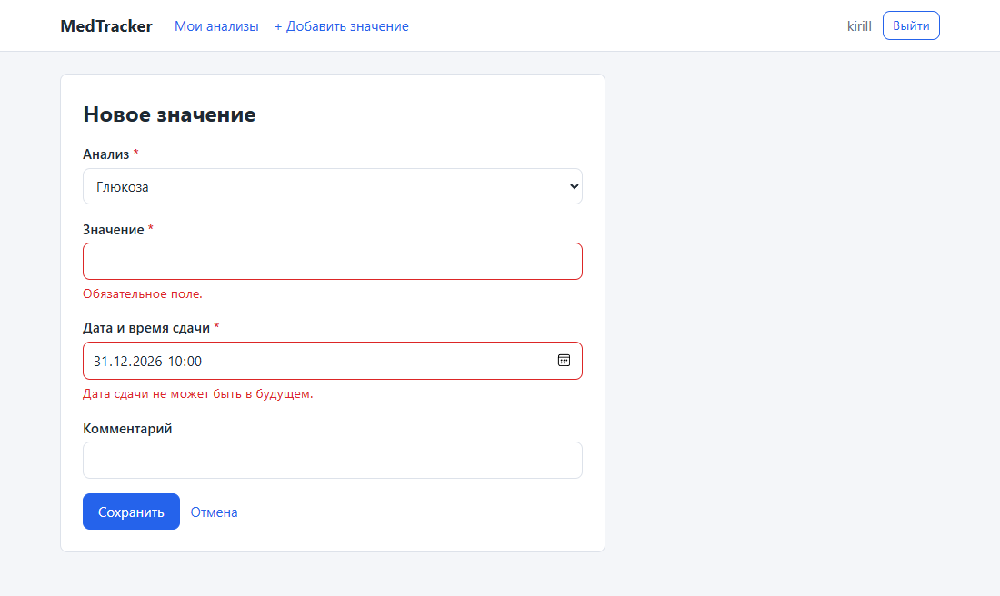 MedTracker Мои анализы + Добавить значение kirill Выйти
Новое значение
Анализ *
Глюкоза
Значение *
Обязательное поле.
Дата и время сдачи *
31.12.2026 10:00
Дата сдачи не может быть в будущем.
Комментарий
Сохранить Отмена